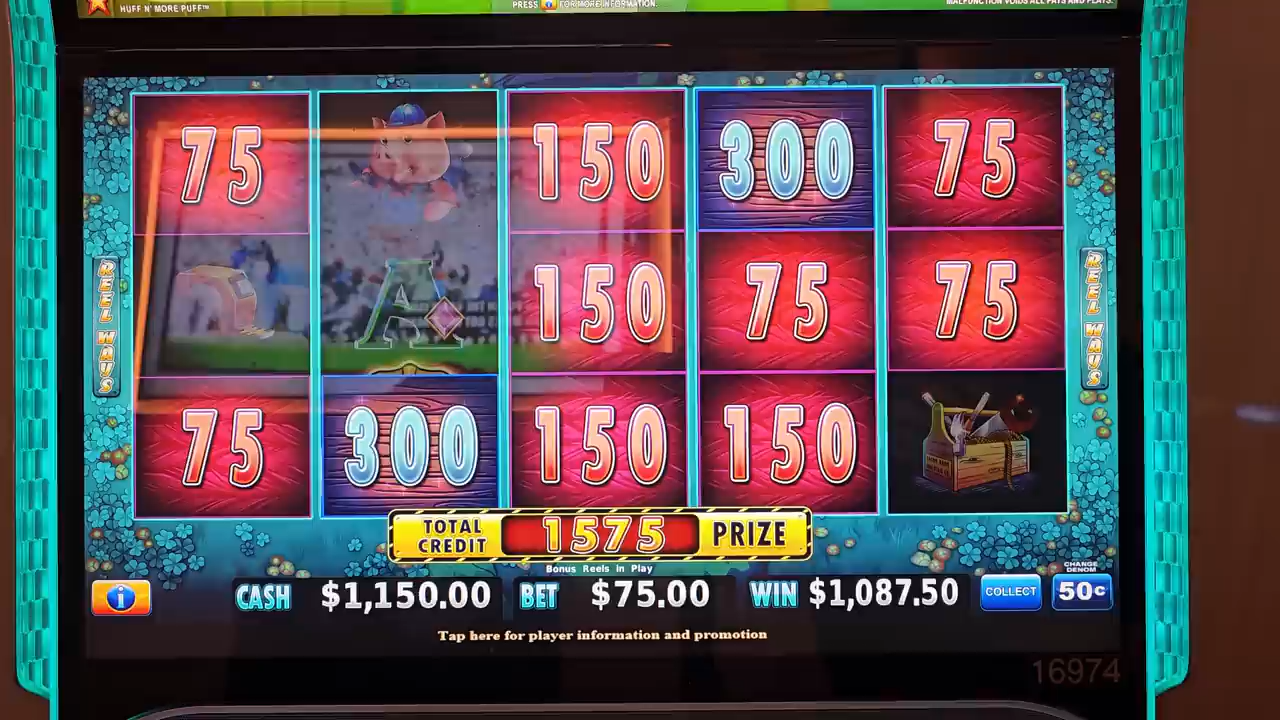 HUFF N' MORE PUFF™
PRESS i FOR MORE INFORMATION.
MALFUNCTION VOIDS ALL PAYS AND PLAYS.
75 150 300 75
REEL WAYS
A 150 75 75
REEL WAYS
75 300 150 150
TOTAL CREDIT 1575 PRIZE
Bonus Reels in Play
CASH $1,150.00 BET $75.00 WIN $1,087.50 COLLECT
CHANGE DENOM
50¢
Tap here for player information and promotion
16974